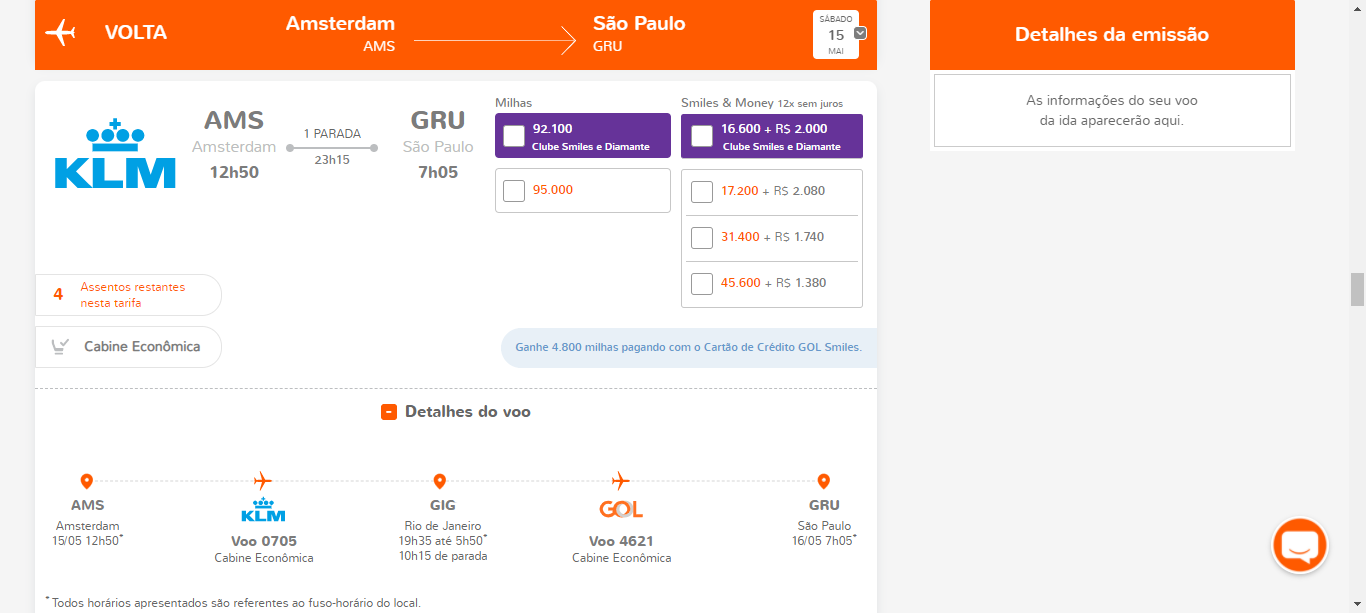 VOLTA
Amsterdam
AMS
São Paulo
GRU
SÁBADO
15
MAI
Detalhes da emissão
As informações do seu voo
da ida aparecerão aqui.
KLM
AMS
Amsterdam
12h50
1 PARADA
23h15
GRU
São Paulo
7h05
Milhas
92.100
Clube Smiles e Diamante
95.000
Smiles & Money 12x sem juros
16.600 + R$ 2.000
Clube Smiles e Diamante
17.200 + R$ 2.080
31.400 + R$ 1.740
45.600 + R$ 1.380
4
Assentos restantes
nesta tarifa
Cabine Econômica
Ganhe 4.800 milhas pagando com o Cartão de Crédito GOL Smiles.
Detalhes do voo
AMS
Amsterdam
15/05 12h50*
KLM
Voo 0705
Cabine Econômica
GIG
Rio de Janeiro
19h35 até 5h50*
10h15 de parada
GOL
Voo 4621
Cabine Econômica
GRU
São Paulo
16/05 7h05*
* Todos horários apresentados são referentes ao fuso-horário do local.